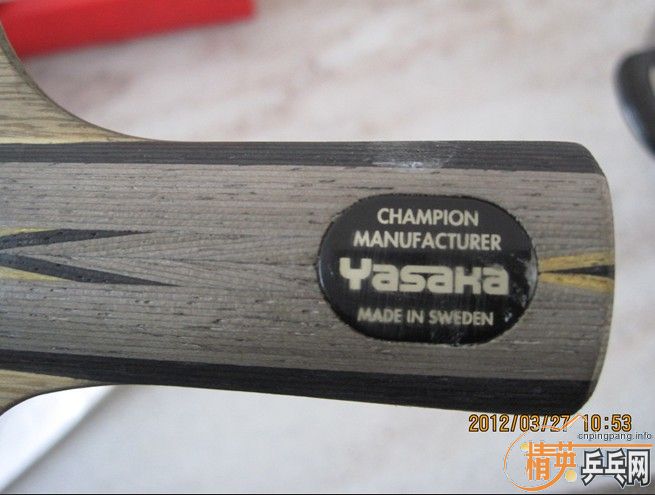 CHAMPION
MANUFACTURER
Yasaka
MADE IN SWEDEN
2012/03/27 10:53
cnpingpang.info
精英乒乓网